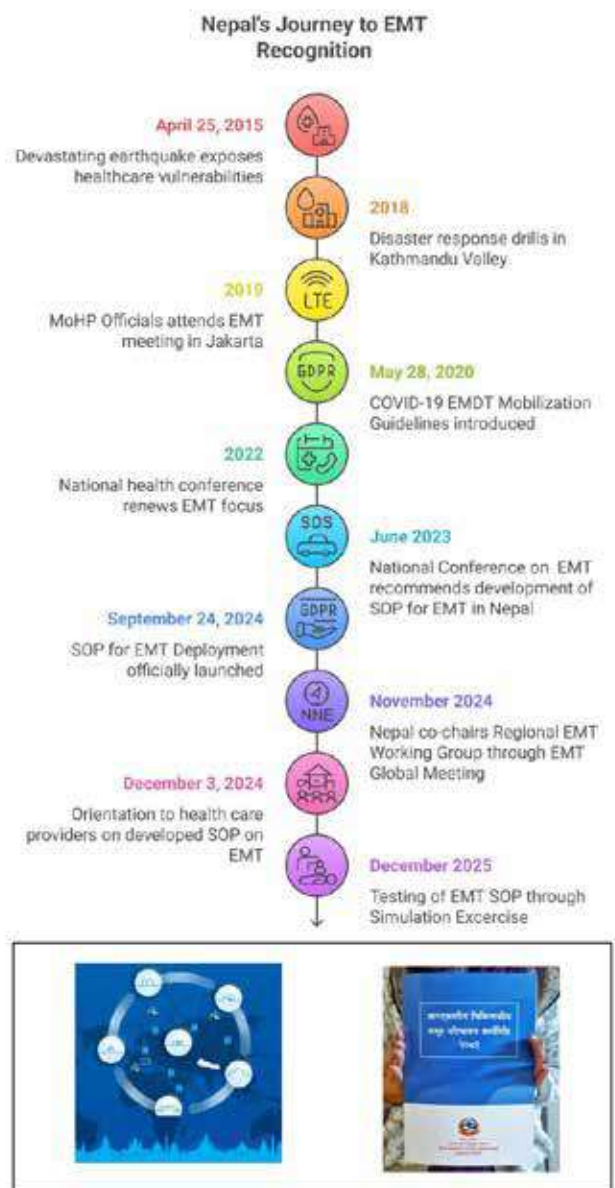 Nepal's Journey to EMT
Recognition
April 25, 2015
Devastating earthquake exposes
healthcare vulnerabilities
2018
Disaster response drills in
Kathmandu Valley
2019
MoHP Officials attends EMT
meeting in Jakarta
LTE
GDPR
May 28, 2020
COVID-19 EMDT Mobilization
Guidelines introduced
2022
National health conference
renews EMT focus
SOS
June 2023
National Conference on EMT
recommends development of
SOP for EMT in Nepal
September 24, 2024
SOP for EMT Deployment
officially launched
GDPR
NNE
November 2024
Nepal co-chairs Regional EMT
Working Group through EMT
Global Meeting
December 3, 2024
Orientation to health care
providers on developed SOP on
EMT
December 2025
Testing of EMT SOP through
Simulation Excercise